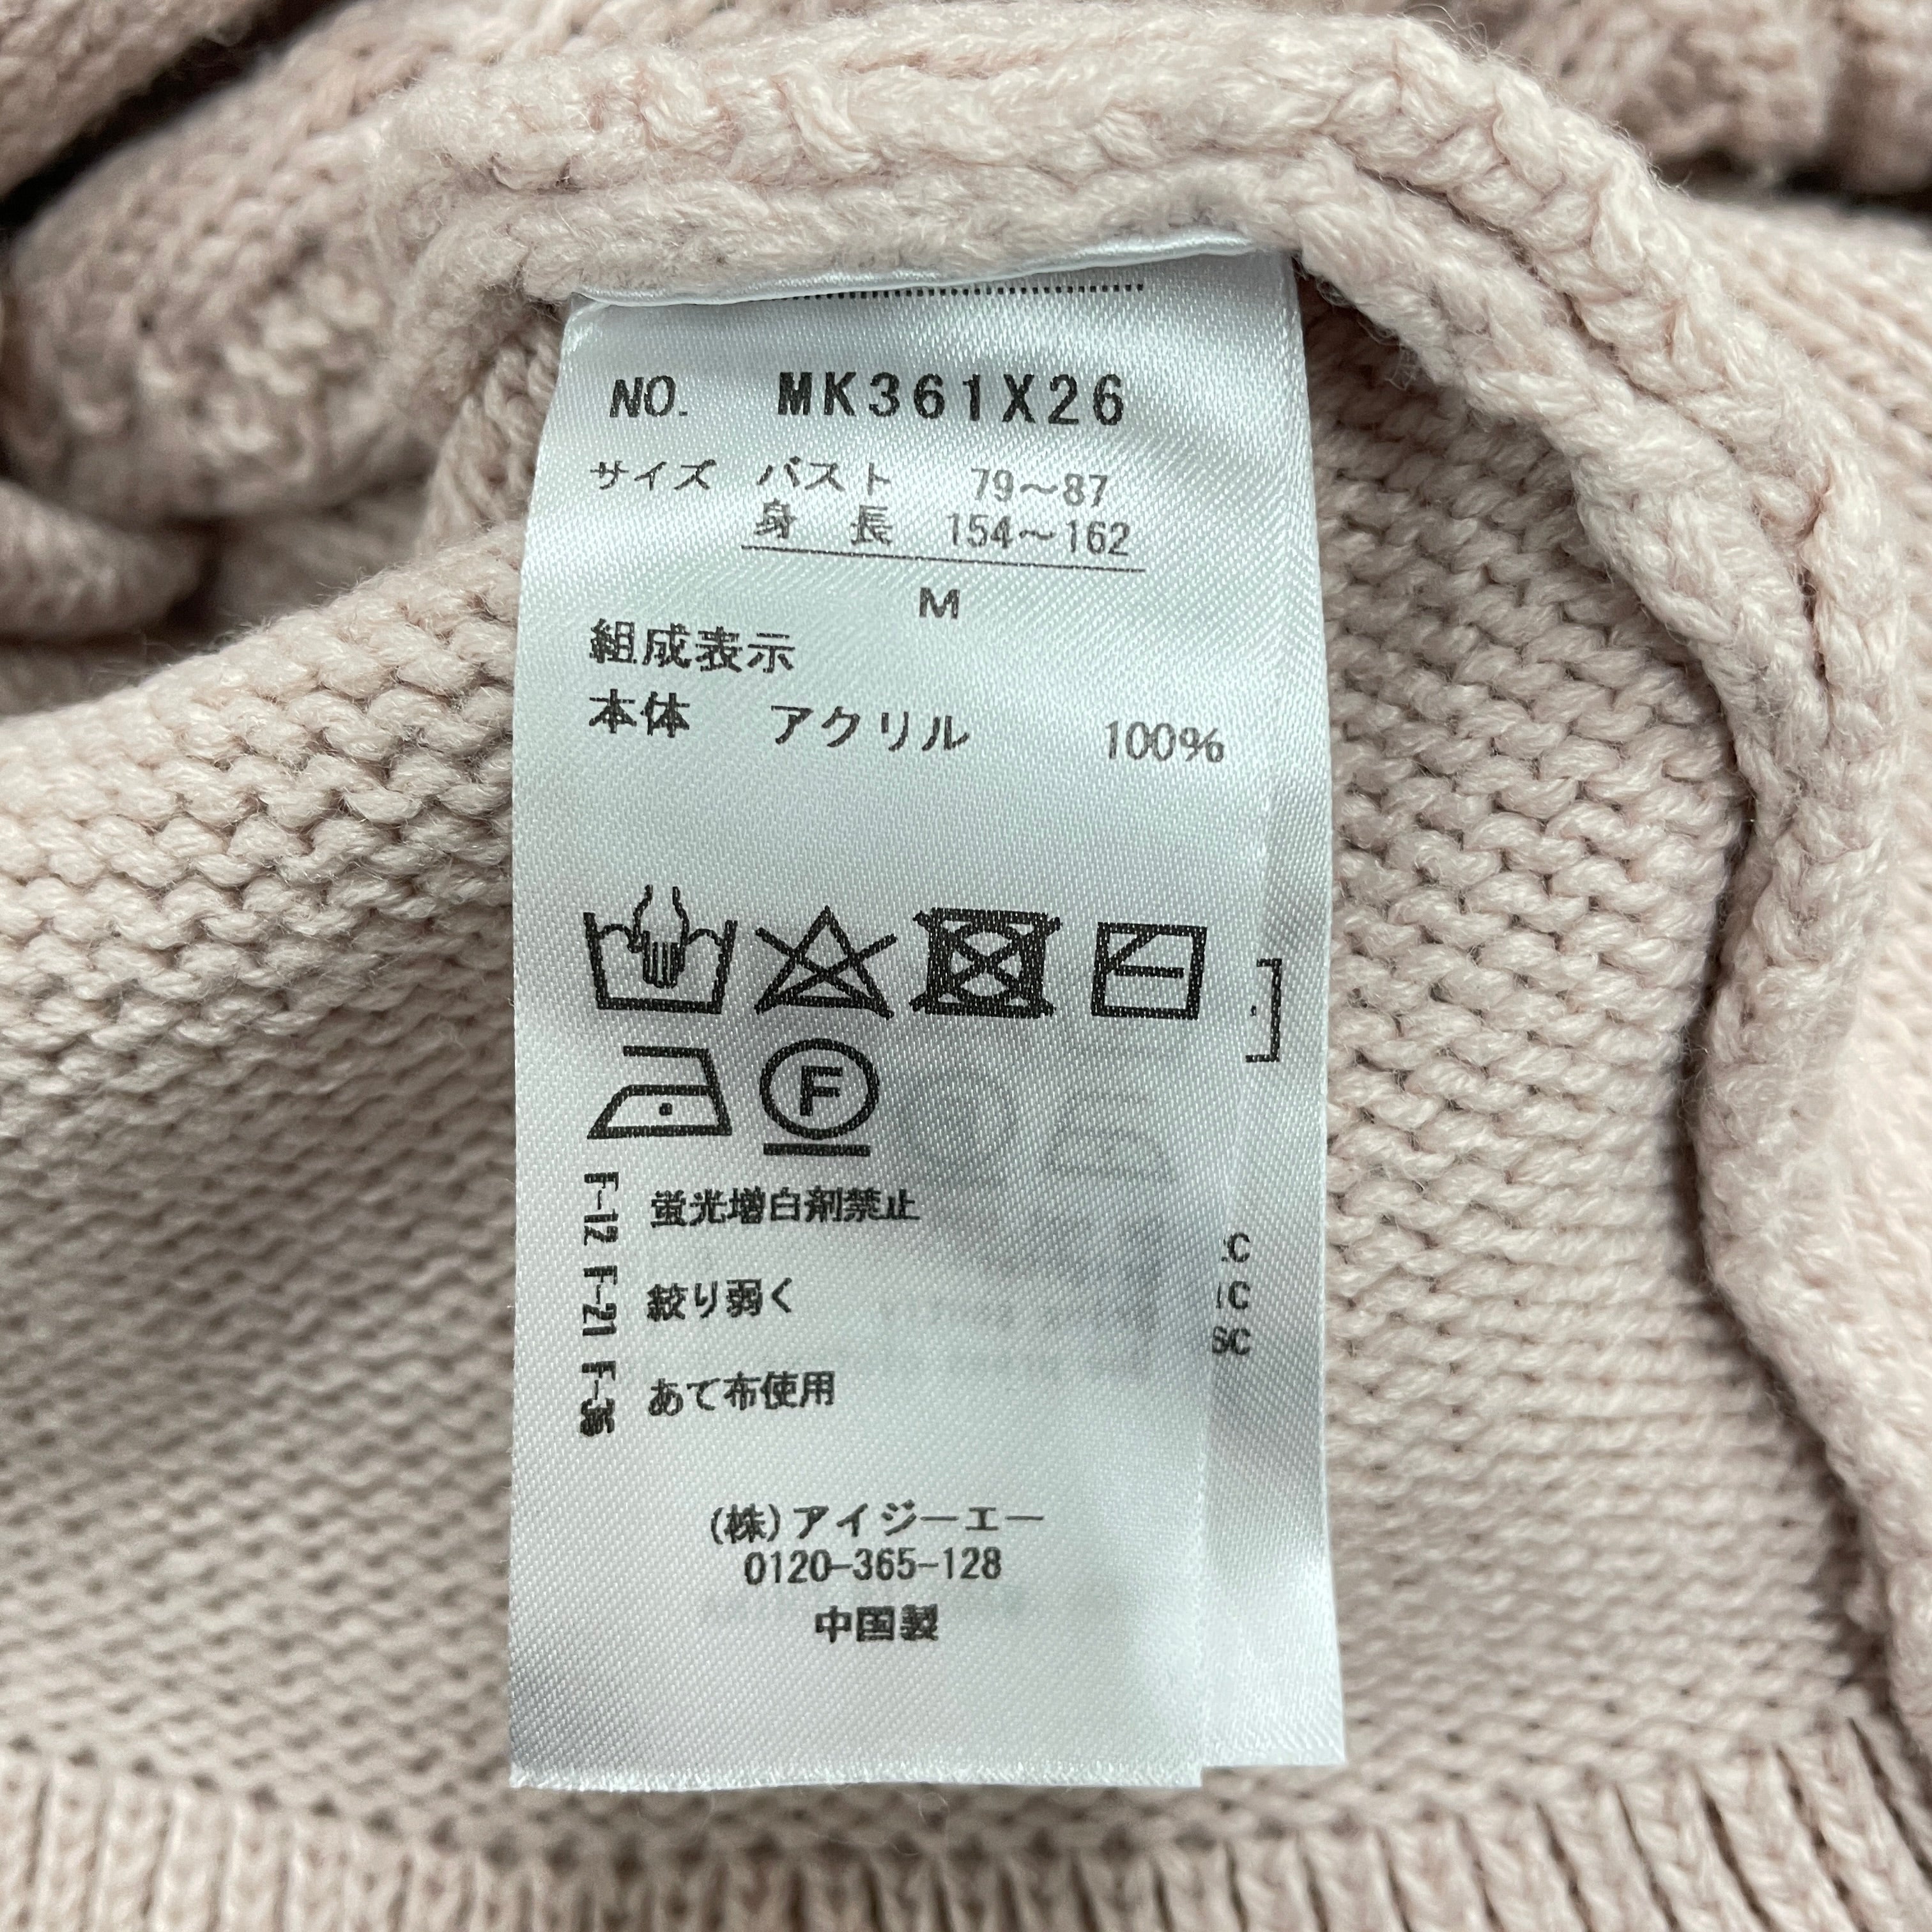 NO. MK361X26
サイズ バスト 79～87
身長 154～162
M
組成表示
本体 アクリル 100%
F
F-12 蛍光増白剤禁止
F-21 絞り弱く
F-36 あて布使用
(株)アイジーエー
0120-365-128
中国製